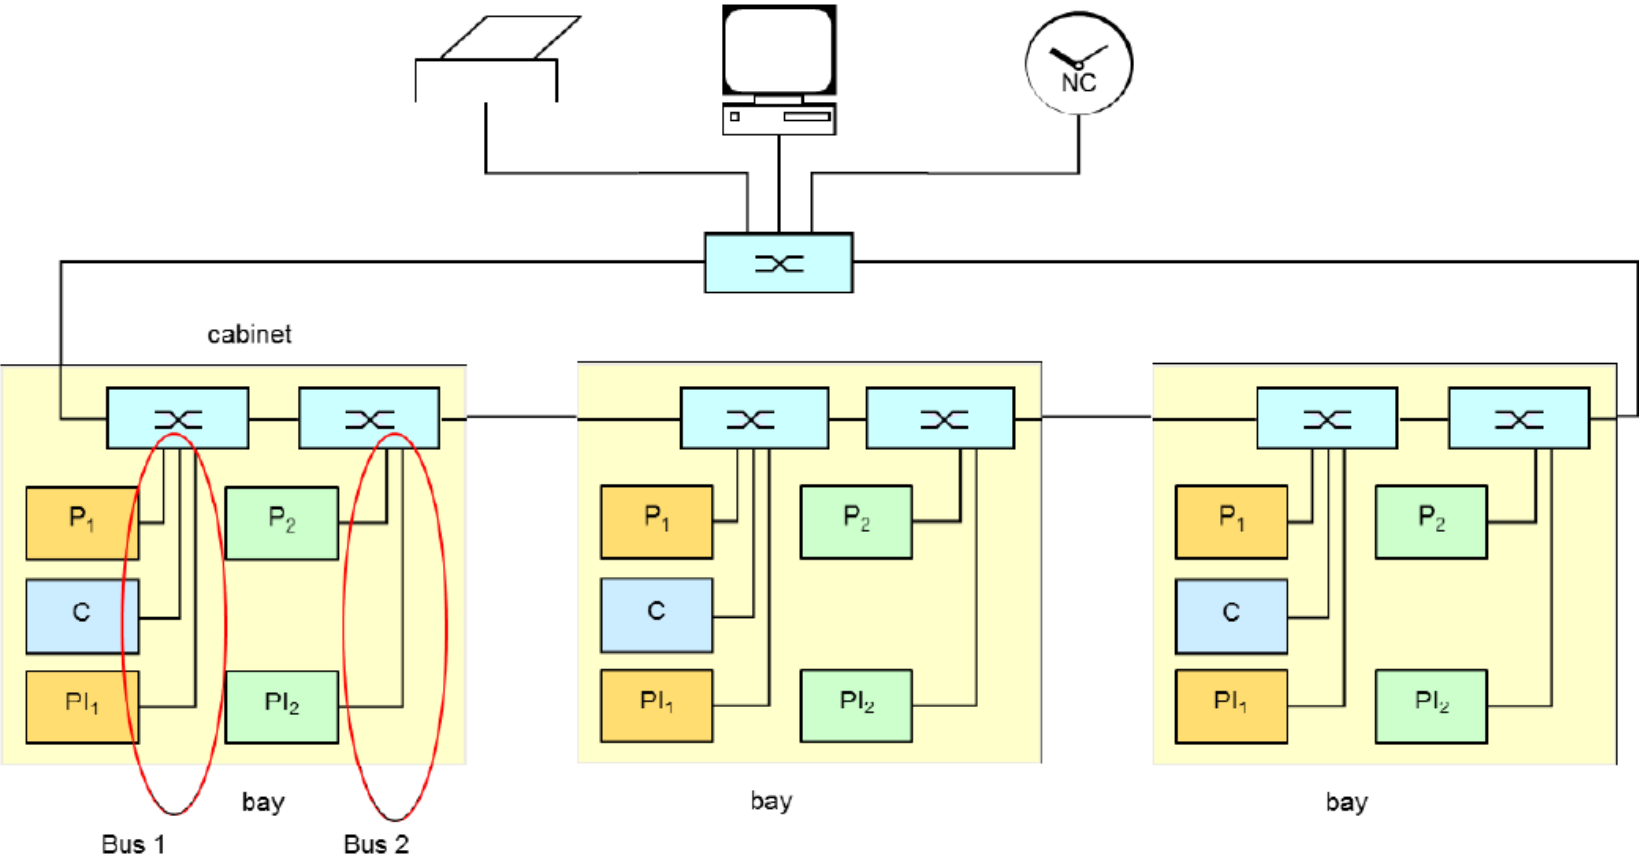 NC
cabinet
P₁
P₂
P₁
P₂
P₁
P₂
C
C
C
PI₁
PI₂
PI₁
PI₂
PI₁
PI₂
bay
bay
bay
Bus 1
Bus 2